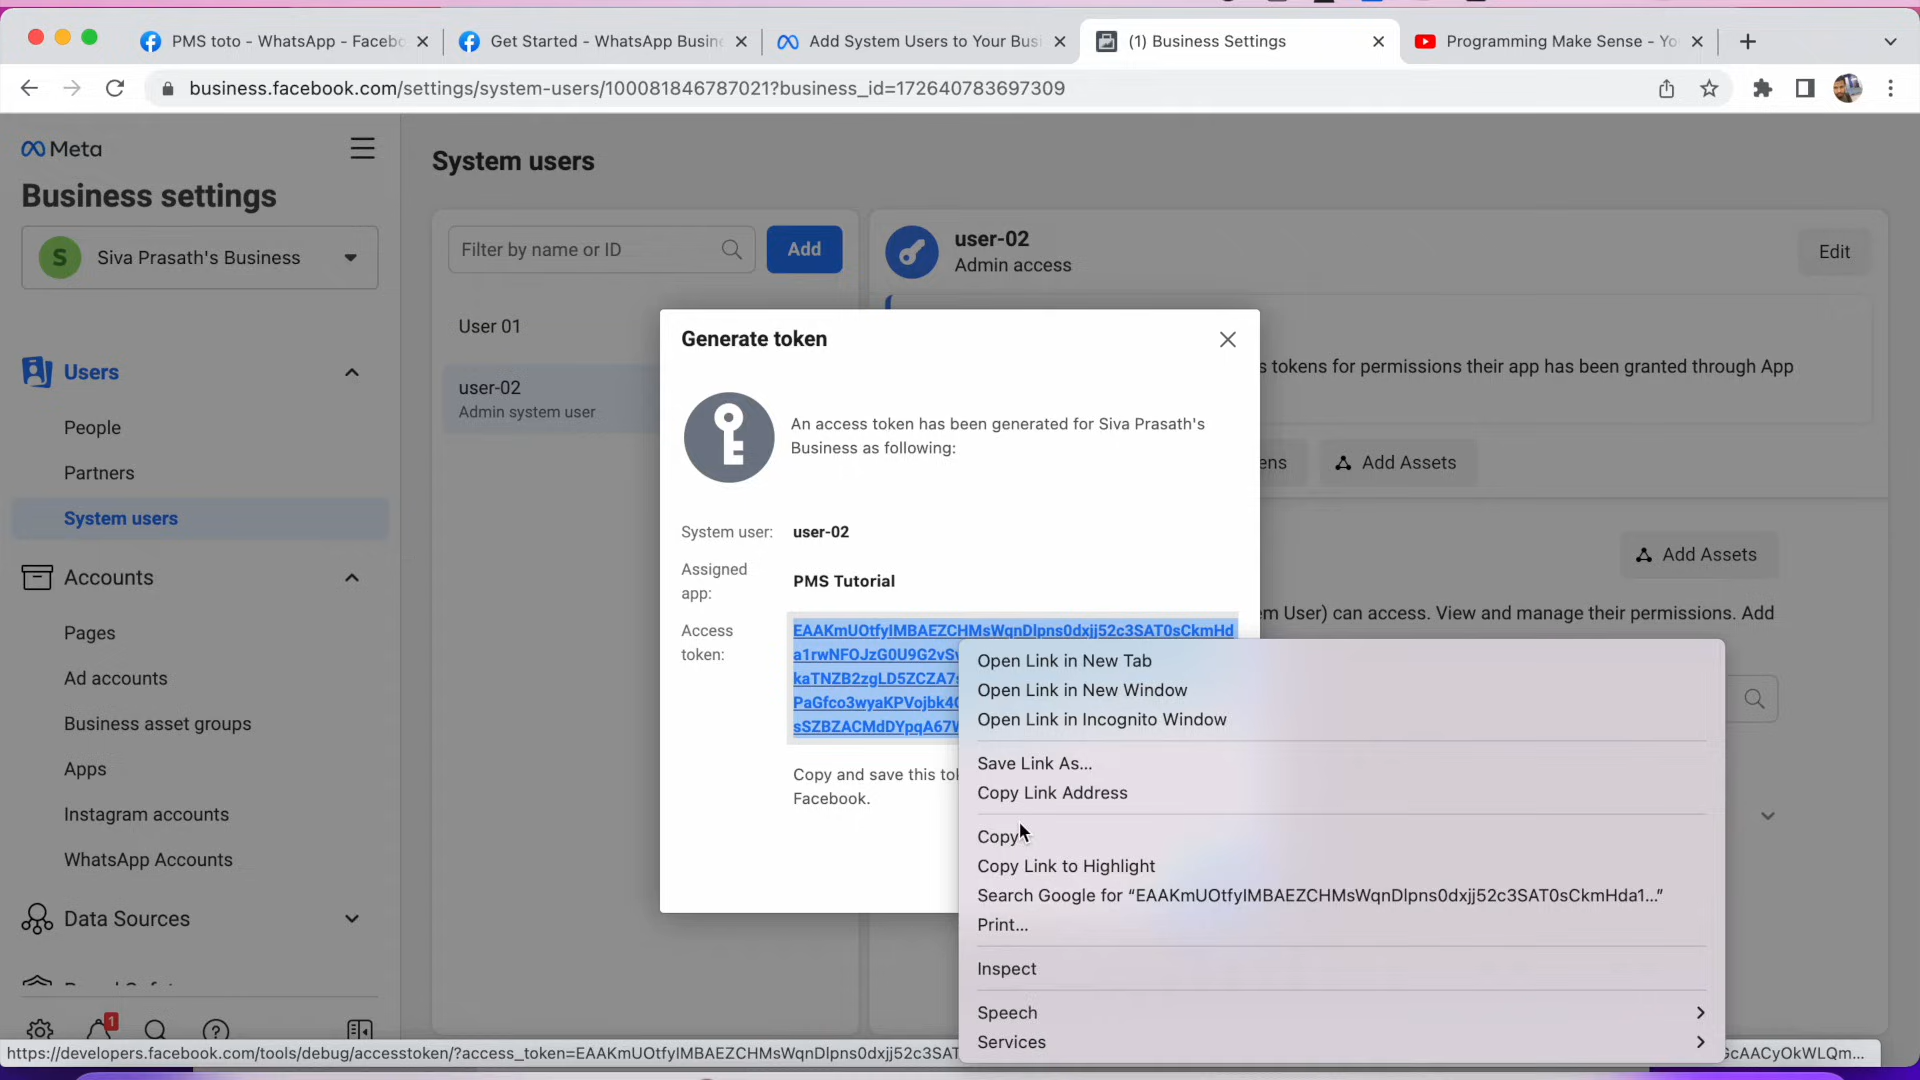 PMS toto - WhatsApp - Facebo
Get Started - WhatsApp Busin
Add System Users to Your Busi
(1) Business Settings
Programming Make Sense - Yo
business.facebook.com/settings/system-users/100081846787021?business_id=172640783697309
Meta
Business settings
S
Siva Prasath's Business
Users
People
Partners
System users
Accounts
Pages
Ad accounts
Business asset groups
Apps
Instagram accounts
WhatsApp Accounts
Data Sources
1
System users
Filter by name or ID
Add
User 01
user-02
Admin system user
user-02
Admin access
Edit
s tokens for permissions their app has been granted through App
ens
Add Assets
Add Assets
em User) can access. View and manage their permissions. Add
Generate token
An access token has been generated for Siva Prasath's
Business as following:
System user: user-02
Assigned
app:
PMS Tutorial
Access
token:
EAAKmUOtfyIMBAEZCHMsWqnDlpns0dxjj52c3SAT0sCkmHd
a1rwNFOJzG0U9G2vSv
kaTNZB2zgLD5ZCZA7s
PaGfco3wyaKPVojbk4C
sSZBZACMdDYpqA67W
Copy and save this tok
Facebook.
Open Link in New Tab
Open Link in New Window
Open Link in Incognito Window
Save Link As...
Copy Link Address
Copy
Copy Link to Highlight
Search Google for “EAAKmUOtfyIMBAEZCHMsWqnDlpns0dxjj52c3SAT0sCkmHda1...”
Print...
Inspect
Speech
Services
https://developers.facebook.com/tools/debug/accesstoken/?access_token=EAAKmUOtfyIMBAEZCHMsWqnDlpns0dxjj52c3SAT
GcAACyOkWLQm...